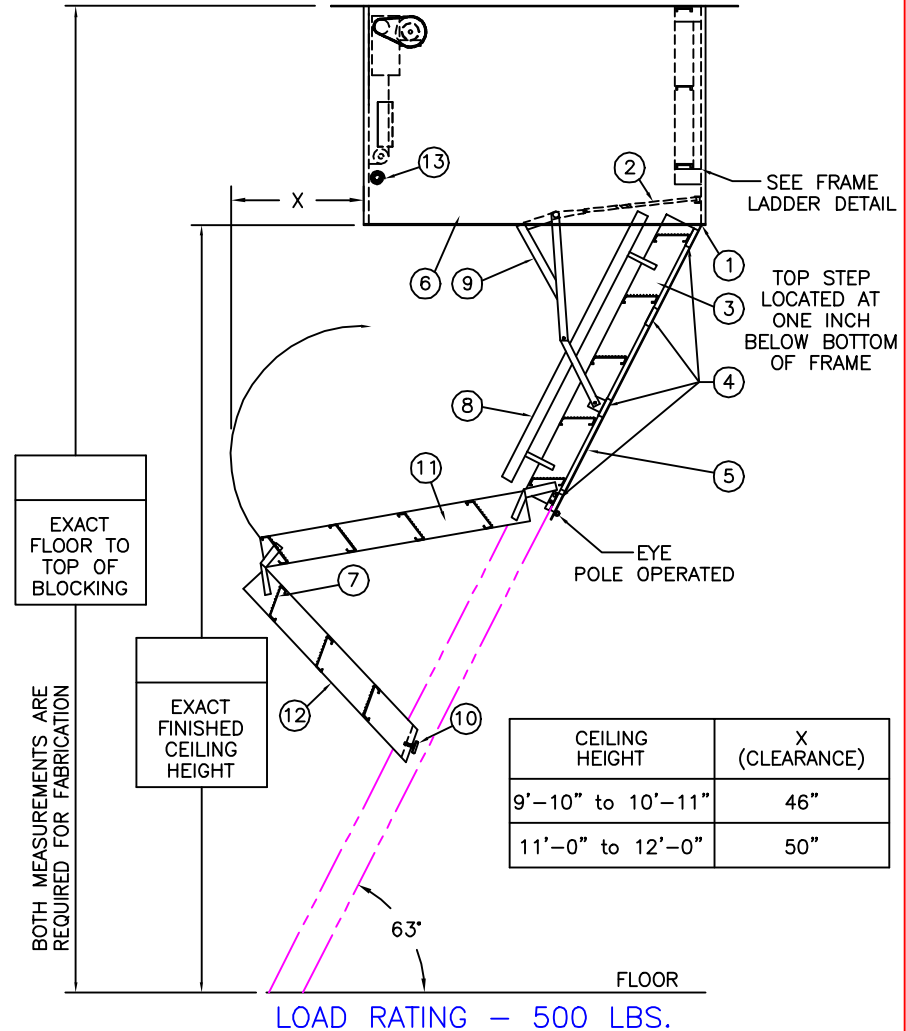 13
2
X
SEE FRAME
LADDER DETAIL
6
9
1
3
TOP STEP
LOCATED AT
ONE INCH
BELOW BOTTOM
OF FRAME
4
8
5
11
EXACT
FLOOR TO
TOP OF
BLOCKING
EYE
POLE OPERATED
7
EXACT
FINISHED
CEILING
HEIGHT
12
10
BOTH MEASUREMENTS ARE
REQUIRED FOR FABRICATION
CEILING HEIGHT X (CLEARANCE)
9'-10" to 10'-11" 46"
11'-0" to 12'-0" 50"
63°
FLOOR
LOAD RATING – 500 LBS.